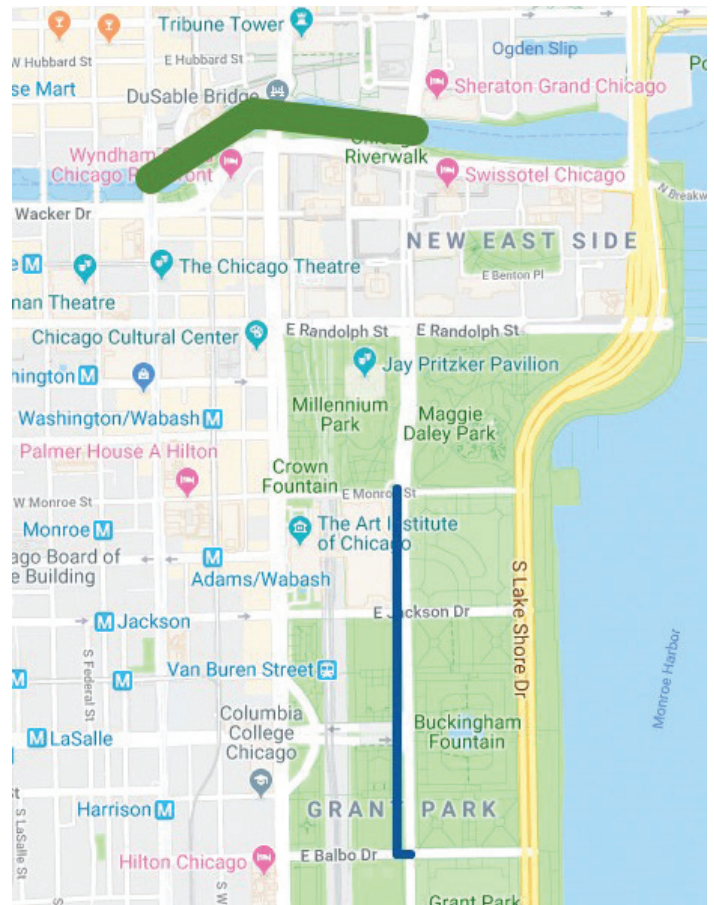 Tribune Tower
W Hubbard St
E Hubbard St
Ogden Slip
se Mart
DuSable Bridge
Sheraton Grand Chicago
Po
Riverwalk
Wyndham
Chicago
Swissotel Chicago
N Breakw
Wacker Dr
NEW EAST SIDE
e M
The Chicago Theatre
E Benton Pl
man Theatre
E Randolph St
E Randolph St
Chicago Cultural Center
hington M
Jay Pritzker Pavilion
Millennium
Park
Maggie
Daley Park
Washington/Wabash M
Palmer House A Hilton
Crown
Fountain
W Monroe St
E Monroe St
Monroe M
The Art Institute
of Chicago
ago Board of
e Building
M
Adams/Wabash
S Lake Shore Dr
M Jackson
E Jackson Dr
S Federal St
Van Buren Street
M
M
Monroe Harbor
Columbia
College
Chicago
Buckingham
Fountain
M LaSalle
St
Harrison M
GRANT PARK
S LaSalle St
Hilton Chicago
E Balbo Dr
S W
Grant Park